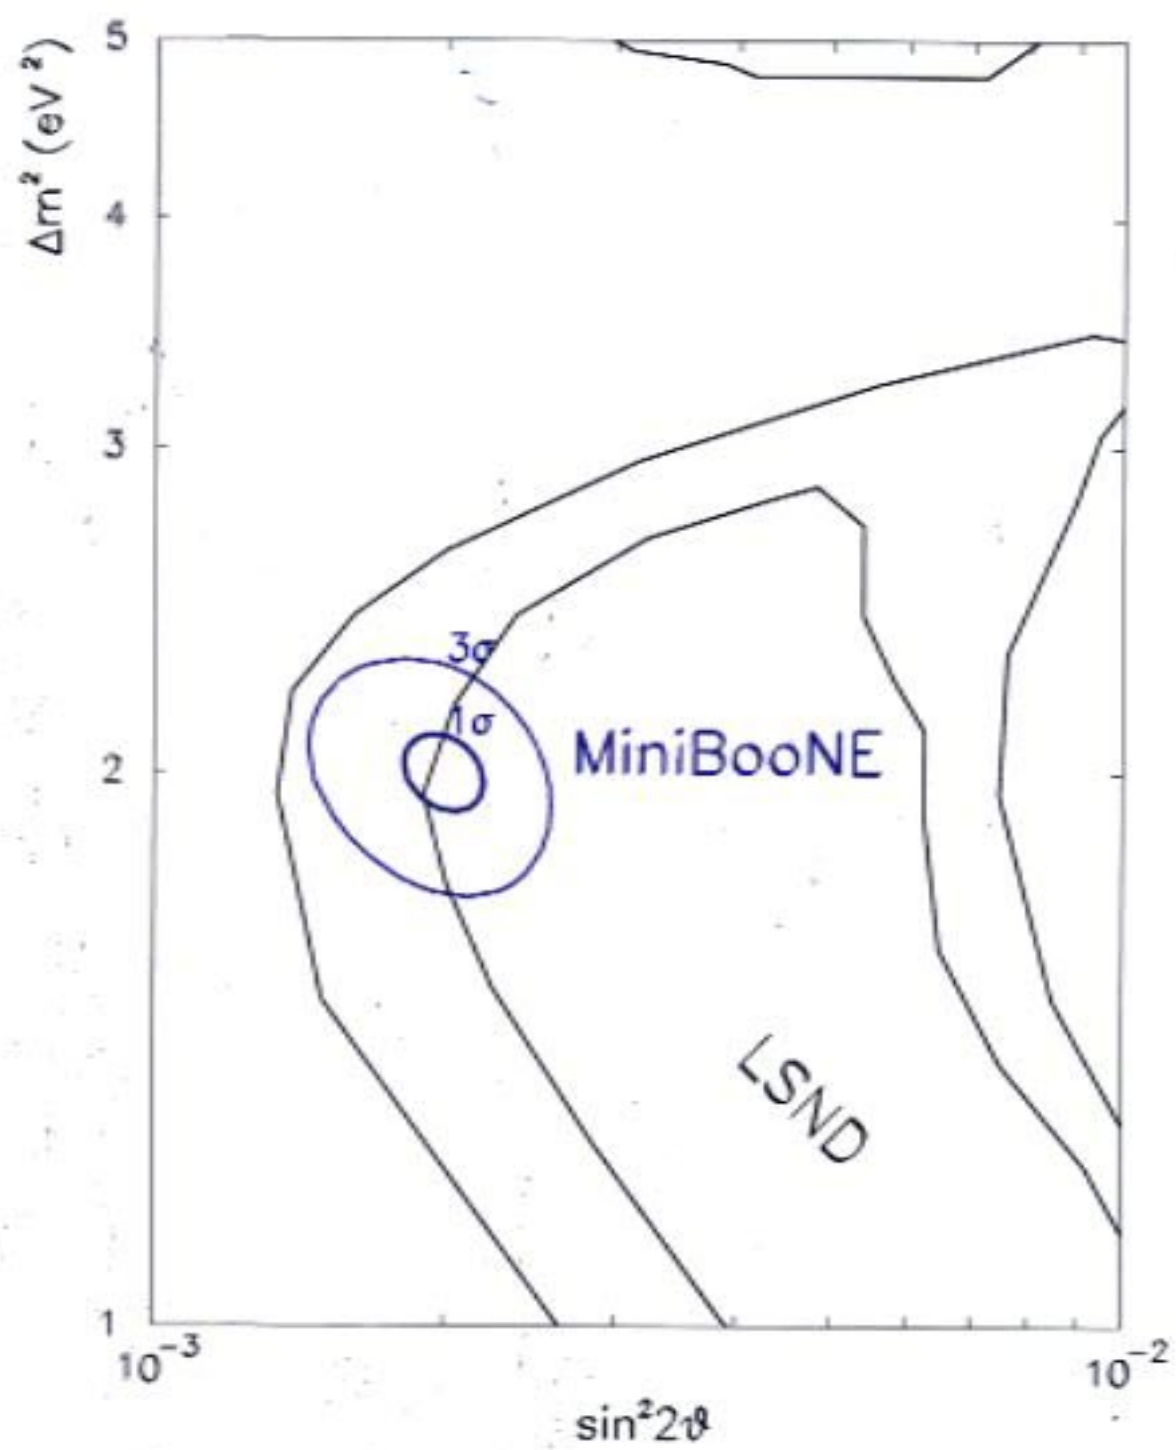 Δm² (eV²)
5
4
3
2
1
3σ
1σ
MiniBooNE
LSND
10⁻³
10⁻²
sin²2ϑ